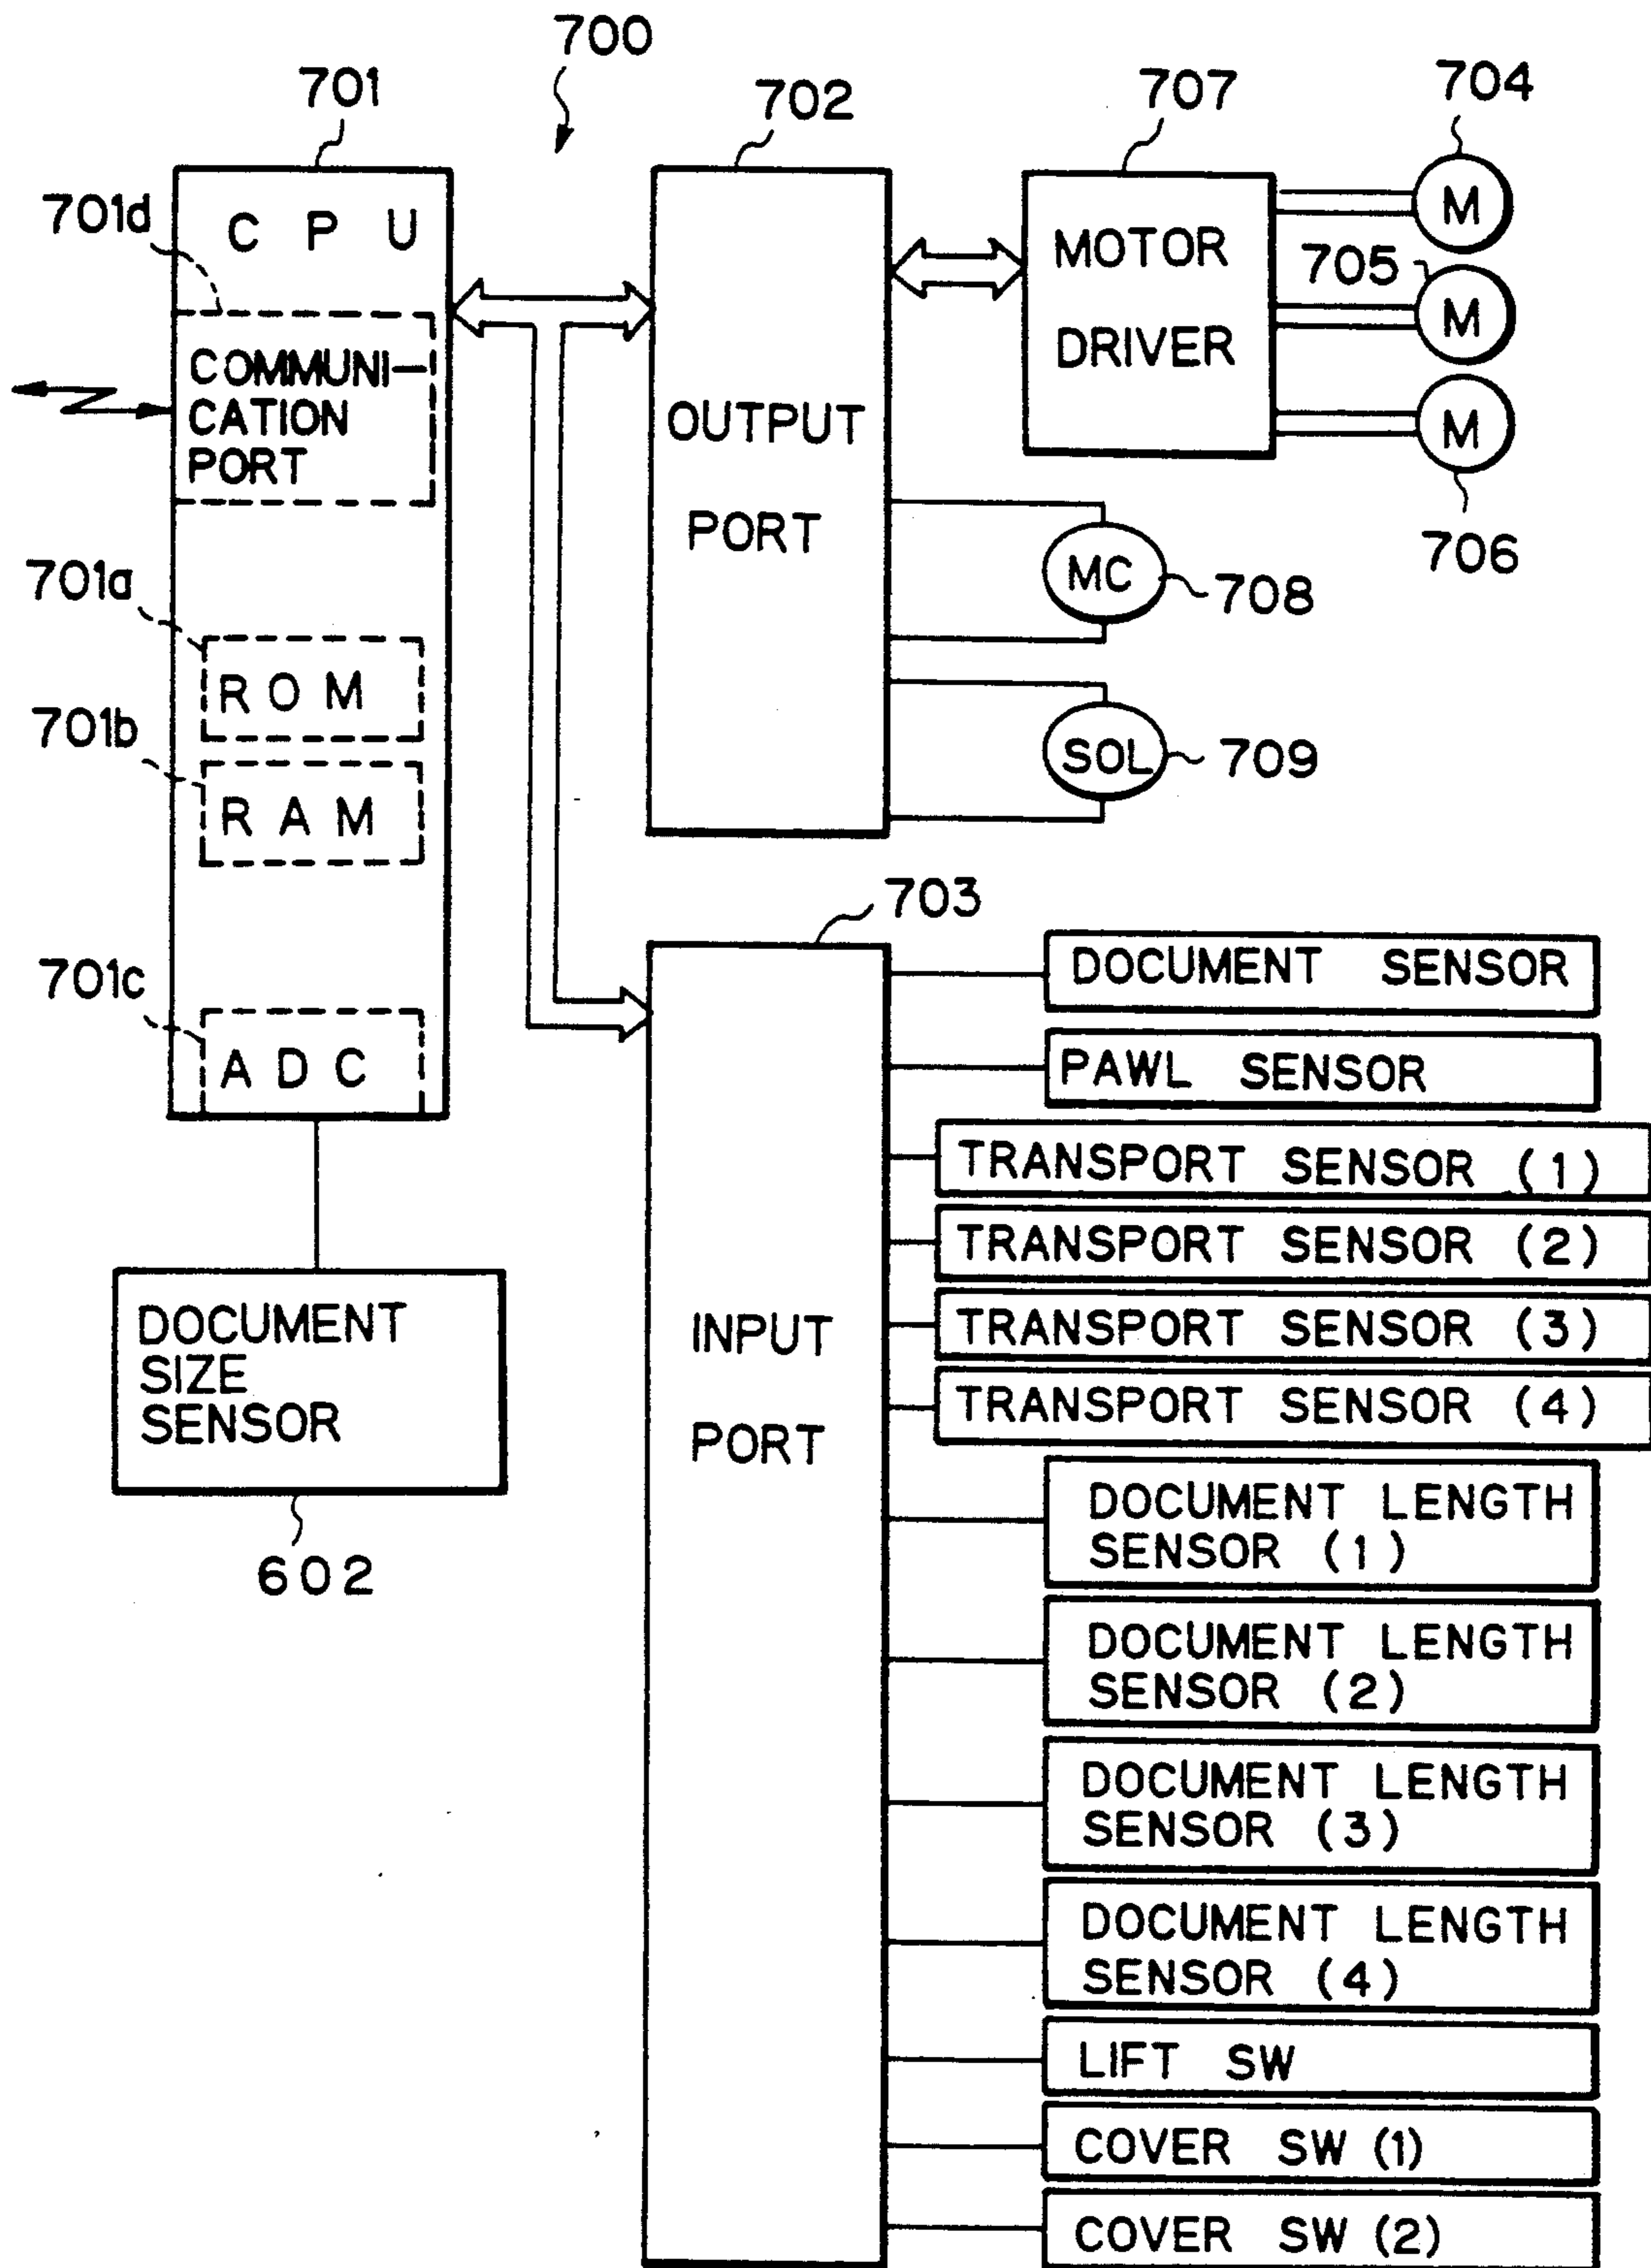 700
701
702
707
704
701d
C P U
COMMUNI-
CATION
PORT
701a
R O M
701b
R A M
701c
A D C
DOCUMENT
SIZE
SENSOR
602
OUTPUT
PORT
MOTOR
DRIVER
M
705
M
M
706
MC
708
SOL
709
703
INPUT
PORT
DOCUMENT SENSOR
PAWL SENSOR
TRANSPORT SENSOR (1)
TRANSPORT SENSOR (2)
TRANSPORT SENSOR (3)
TRANSPORT SENSOR (4)
DOCUMENT LENGTH
SENSOR (1)
DOCUMENT LENGTH
SENSOR (2)
DOCUMENT LENGTH
SENSOR (3)
DOCUMENT LENGTH
SENSOR (4)
LIFT SW
COVER SW (1)
COVER SW (2)